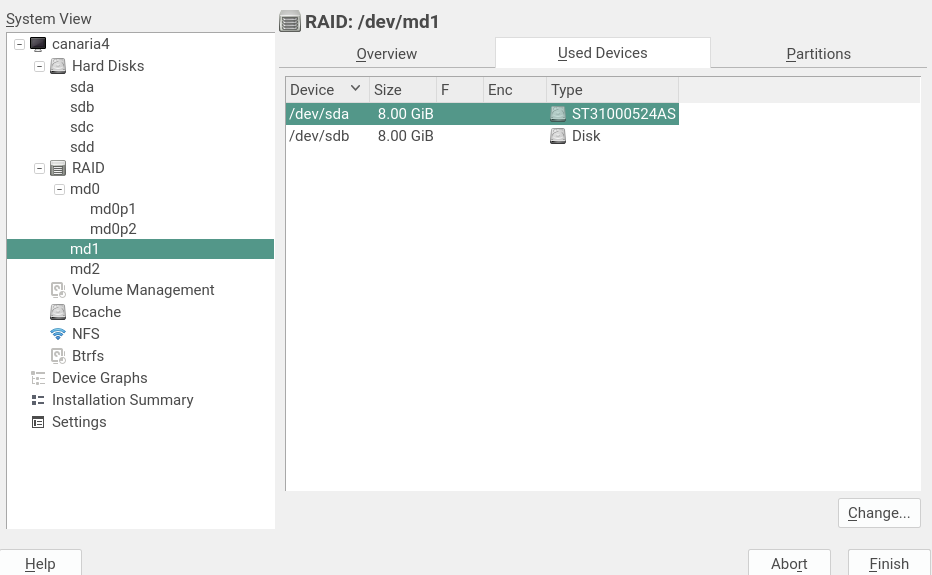 System View
canaria4
Hard Disks
sda
sdb
sdc
sdd
RAID
md0
md0p1
md0p2
md1
md2
Volume Management
Bcache
NFS
Btrfs
Device Graphs
Installation Summary
Settings
RAID: /dev/md1
Overview Used Devices Partitions
Device Size F Enc Type
/dev/sda 8.00 GiB ST31000524AS
/dev/sdb 8.00 GiB Disk
Change...
Help Abort Finish